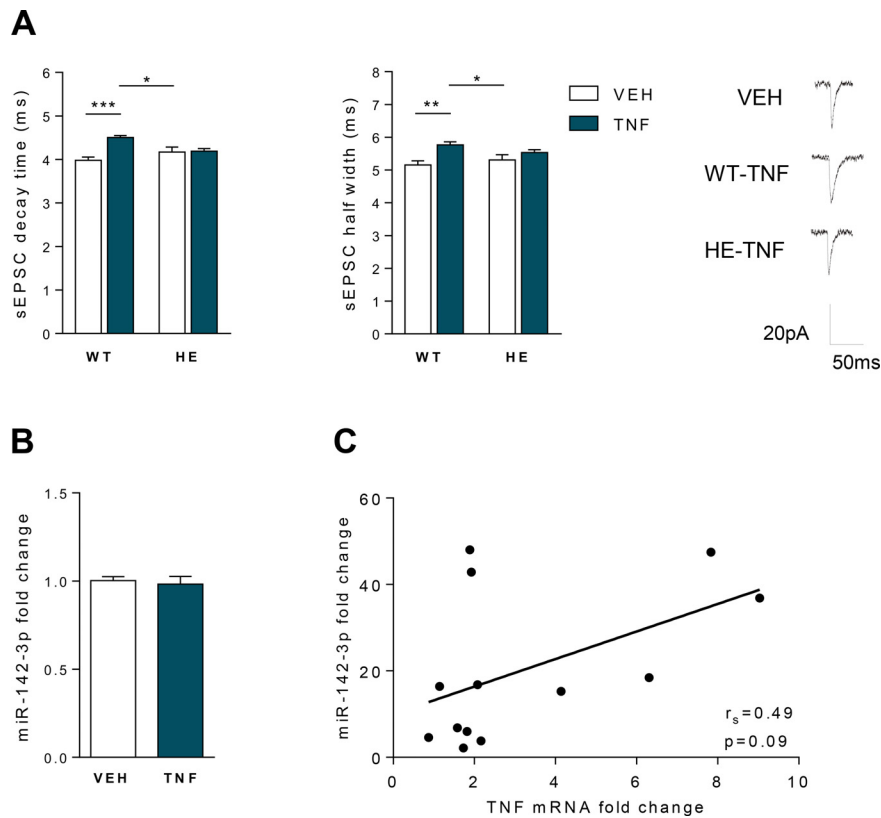 A
sEPSC decay time (ms)
6
5
4
3
2
1
0
***
*
WT HE
sEPSC half width (ms)
8
7
6
5
4
3
2
1
0
**
*
WT HE
VEH
TNF
VEH
WT-TNF
HE-TNF
20pA
50ms
B
miR-142-3p fold change
1.5
1.0
0.5
0.0
VEH TNF
C
miR-142-3p fold change
60
40
20
0
0 2 4 6 8 10
TNF mRNA fold change
rs=0.49
p=0.09